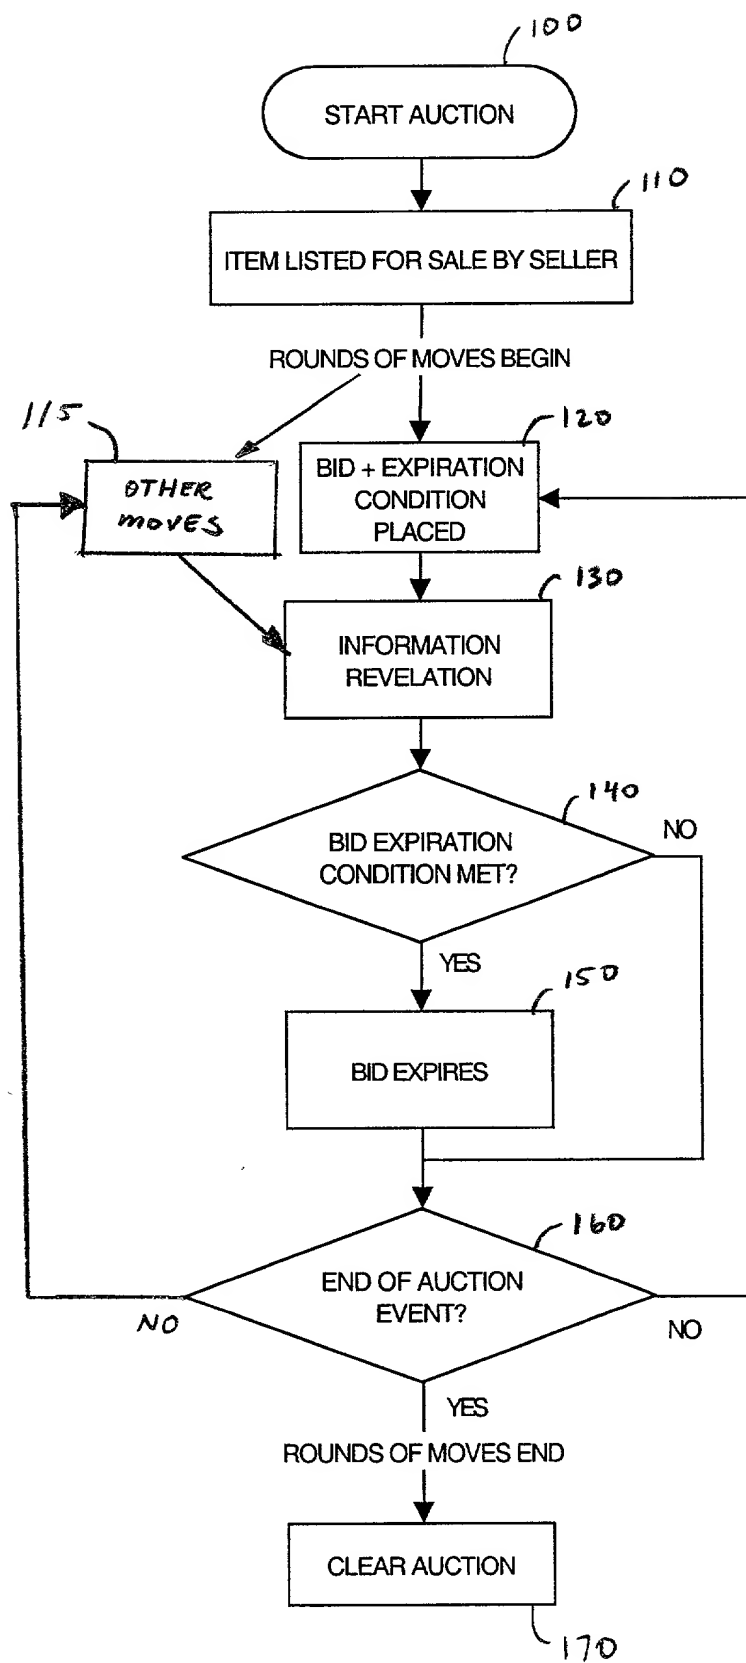 100
START AUCTION
110
ITEM LISTED FOR SALE BY SELLER
ROUNDS OF MOVES BEGIN
115
OTHER
MOVES
120
BID + EXPIRATION
CONDITION
PLACED
130
INFORMATION
REVELATION
140
BID EXPIRATION
CONDITION MET?
NO
YES
150
BID EXPIRES
160
END OF AUCTION
EVENT?
NO
NO
YES
ROUNDS OF MOVES END
CLEAR AUCTION
170